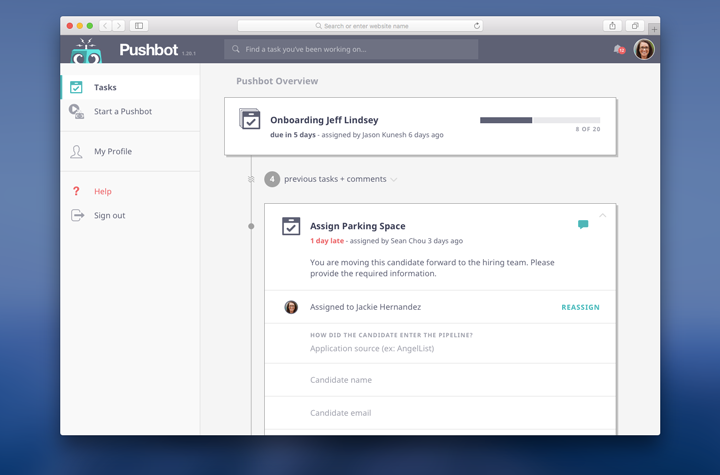 Search or enter website name
Pushbot 1.20.1
Find a task you've been working on...
12
Tasks
Start a Pushbot
My Profile
? Help
Sign out
Pushbot Overview
Onboarding Jeff Lindsey
due in 5 days - assigned by Jason Kunesh 6 days ago
8 OF 20
4 previous tasks + comments
Assign Parking Space
1 day late - assigned by Sean Chou 3 days ago
You are moving this candidate forward to the hiring team. Please
provide the required information.
Assigned to Jackie Hernandez
REASSIGN
HOW DID THE CANDIDATE ENTER THE PIPELINE?
Application source (ex: AngelList)
Candidate name
Candidate email